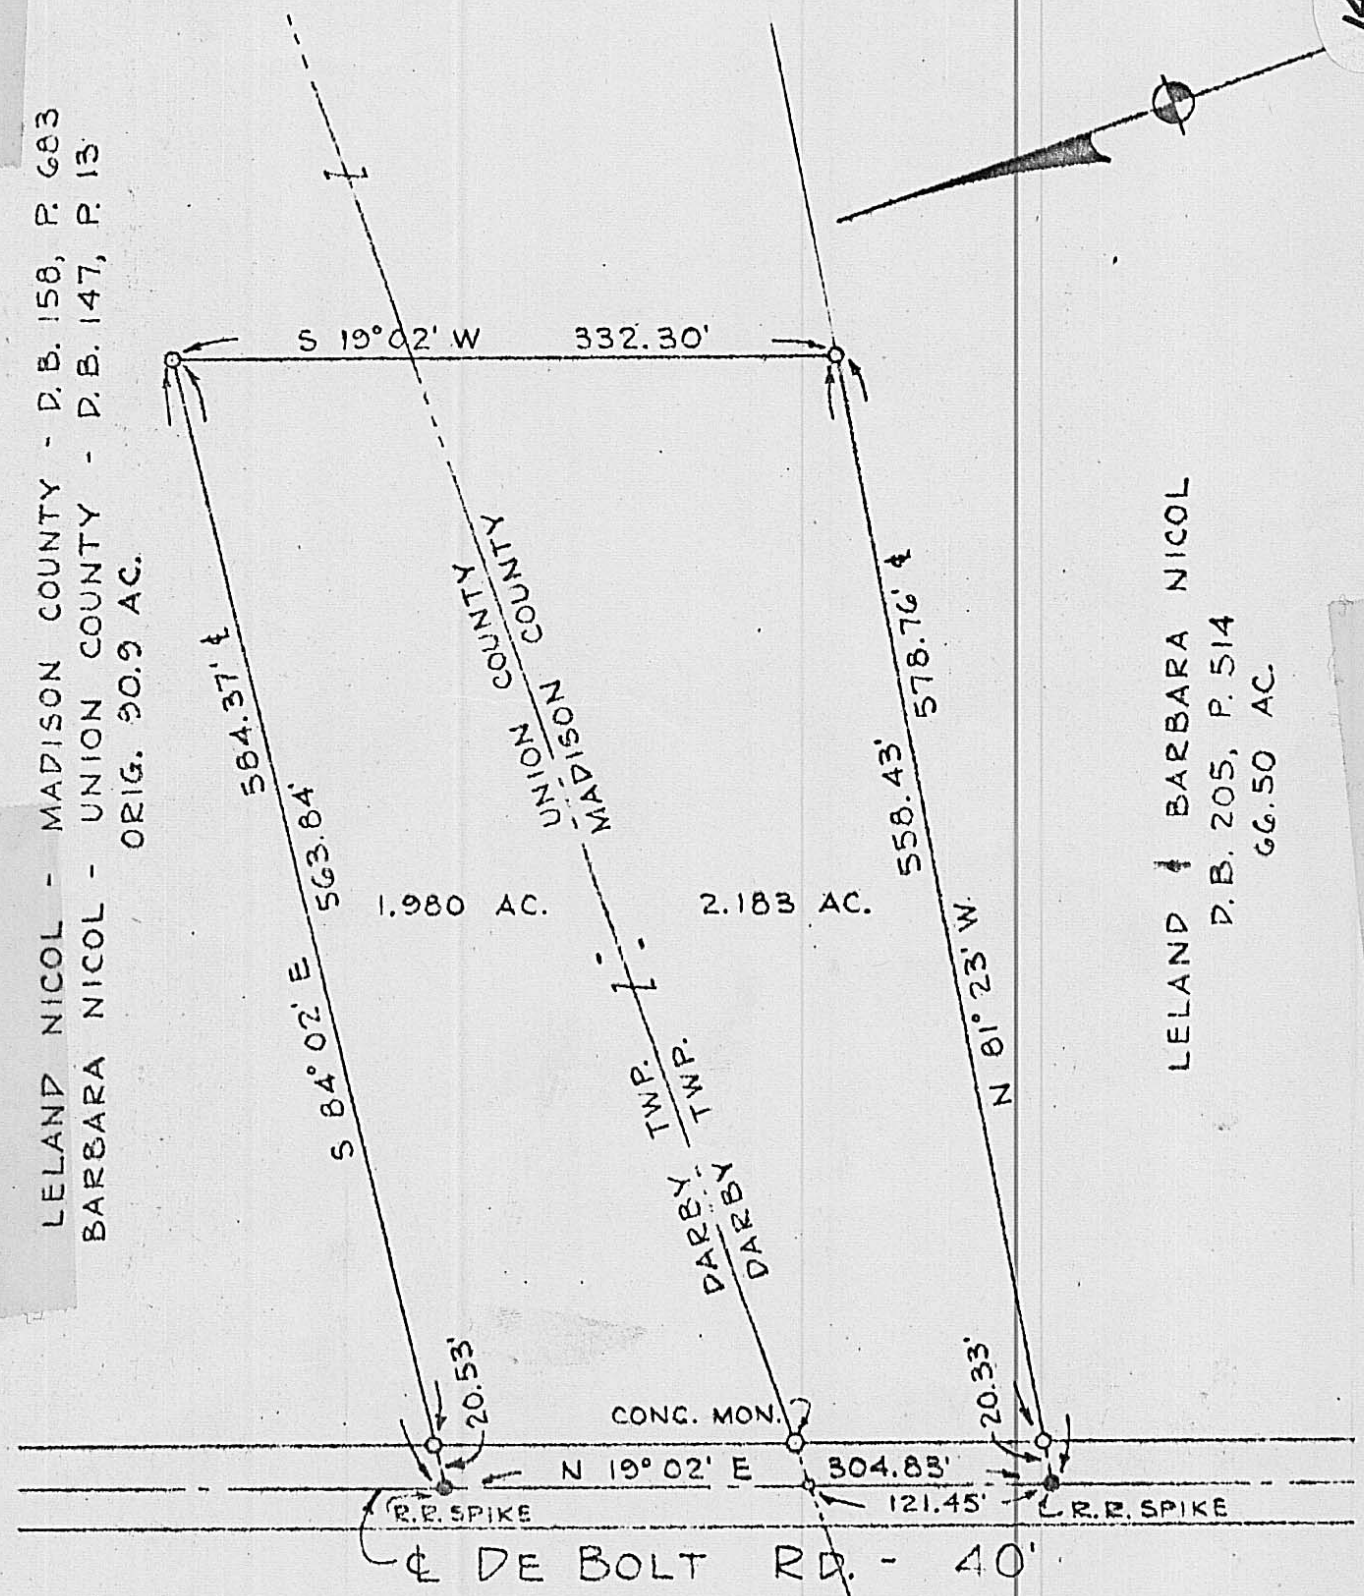 LELAND NICOL - MADISON COUNTY - D.B. 158, P. 683
BARBARA NICOL - UNION COUNTY - D.B. 147, P. 13
ORIG. 90.9 AC.
S 19°02' W 332.30'
584.37' ℄
S 84°02' E 563.84'
UNION COUNTY
MADISON COUNTY
578.76' ℄
N 81°23' W 558.43'
1.980 AC.
2.183 AC.
DARBY TWP.
DARBY TWP.
LELAND & BARBARA NICOL
D.B. 205, P. 514
66.50 AC.
20.53'
CONC. MON.
20.33'
N 19°02' E 304.83'
121.45'
R.R. SPIKE
R.R. SPIKE
℄ DE BOLT RD. - 40'